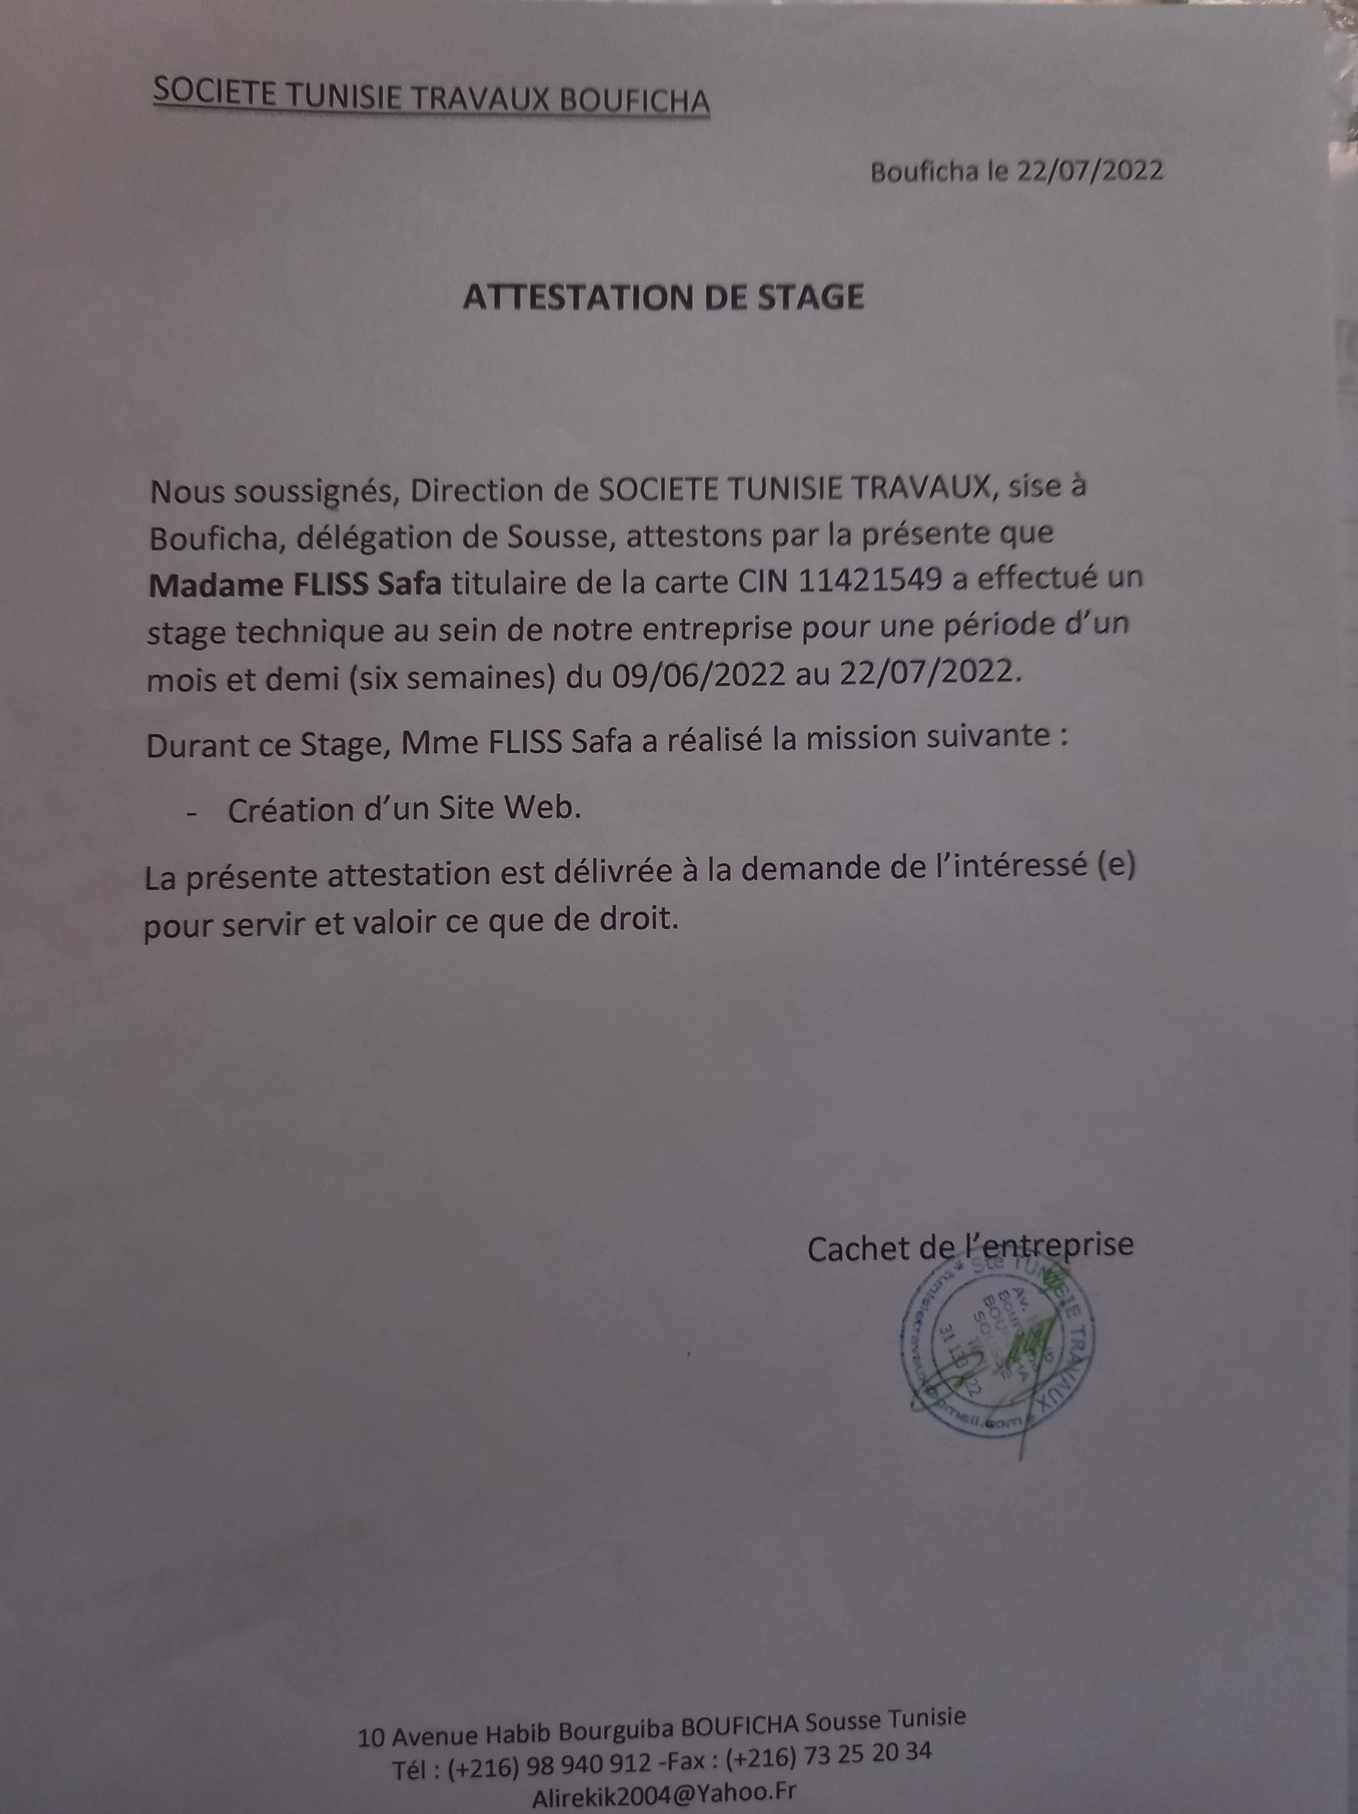 SOCIETE TUNISIE TRAVAUX BOUFICHA
Bouficha le 22/07/2022
ATTESTATION DE STAGE
Nous soussignés, Direction de SOCIETE TUNISIE TRAVAUX, sise à
Bouficha, délégation de Sousse, attestons par la présente que
Madame FLISS Safa titulaire de la carte CIN 11421549 a effectué un
stage technique au sein de notre entreprise pour une période d'un
mois et demi (six semaines) du 09/06/2022 au 22/07/2022.
Durant ce Stage, Mme FLISS Safa a réalisé la mission suivante :
- Création d'un Site Web.
La présente attestation est délivrée à la demande de l'intéressé (e)
pour servir et valoir ce que de droit.
Cachet de l'entreprise
Sté TUNISIE TRAVAUX
Av.
10 Avenue Habib Bourguiba BOUFICHA Sousse Tunisie
Tél : (+216) 98 940 912 -Fax : (+216) 73 25 20 34
Alirekik2004@Yahoo.Fr